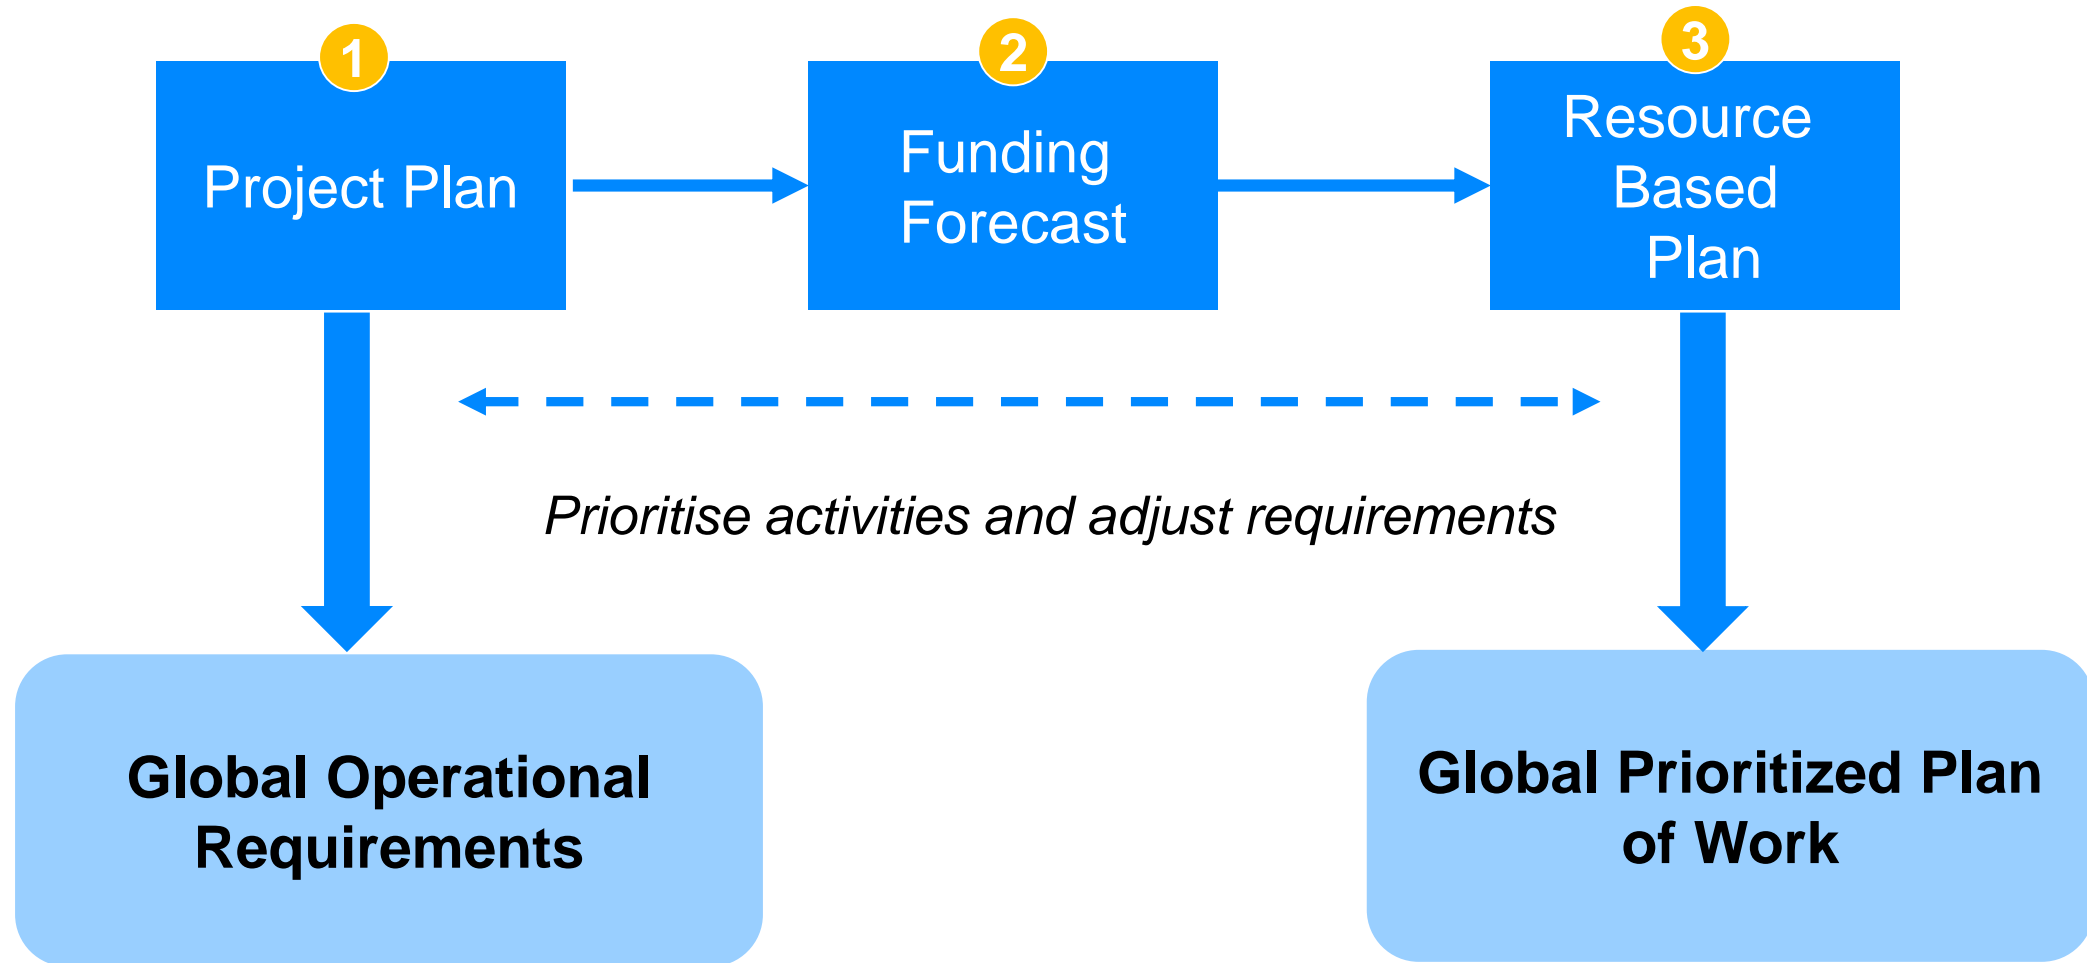 1
Project Plan
2
Funding
Forecast
3
Resource
Based
Plan
Prioritise activities and adjust requirements
Global Operational
Requirements
Global Prioritized Plan
of Work